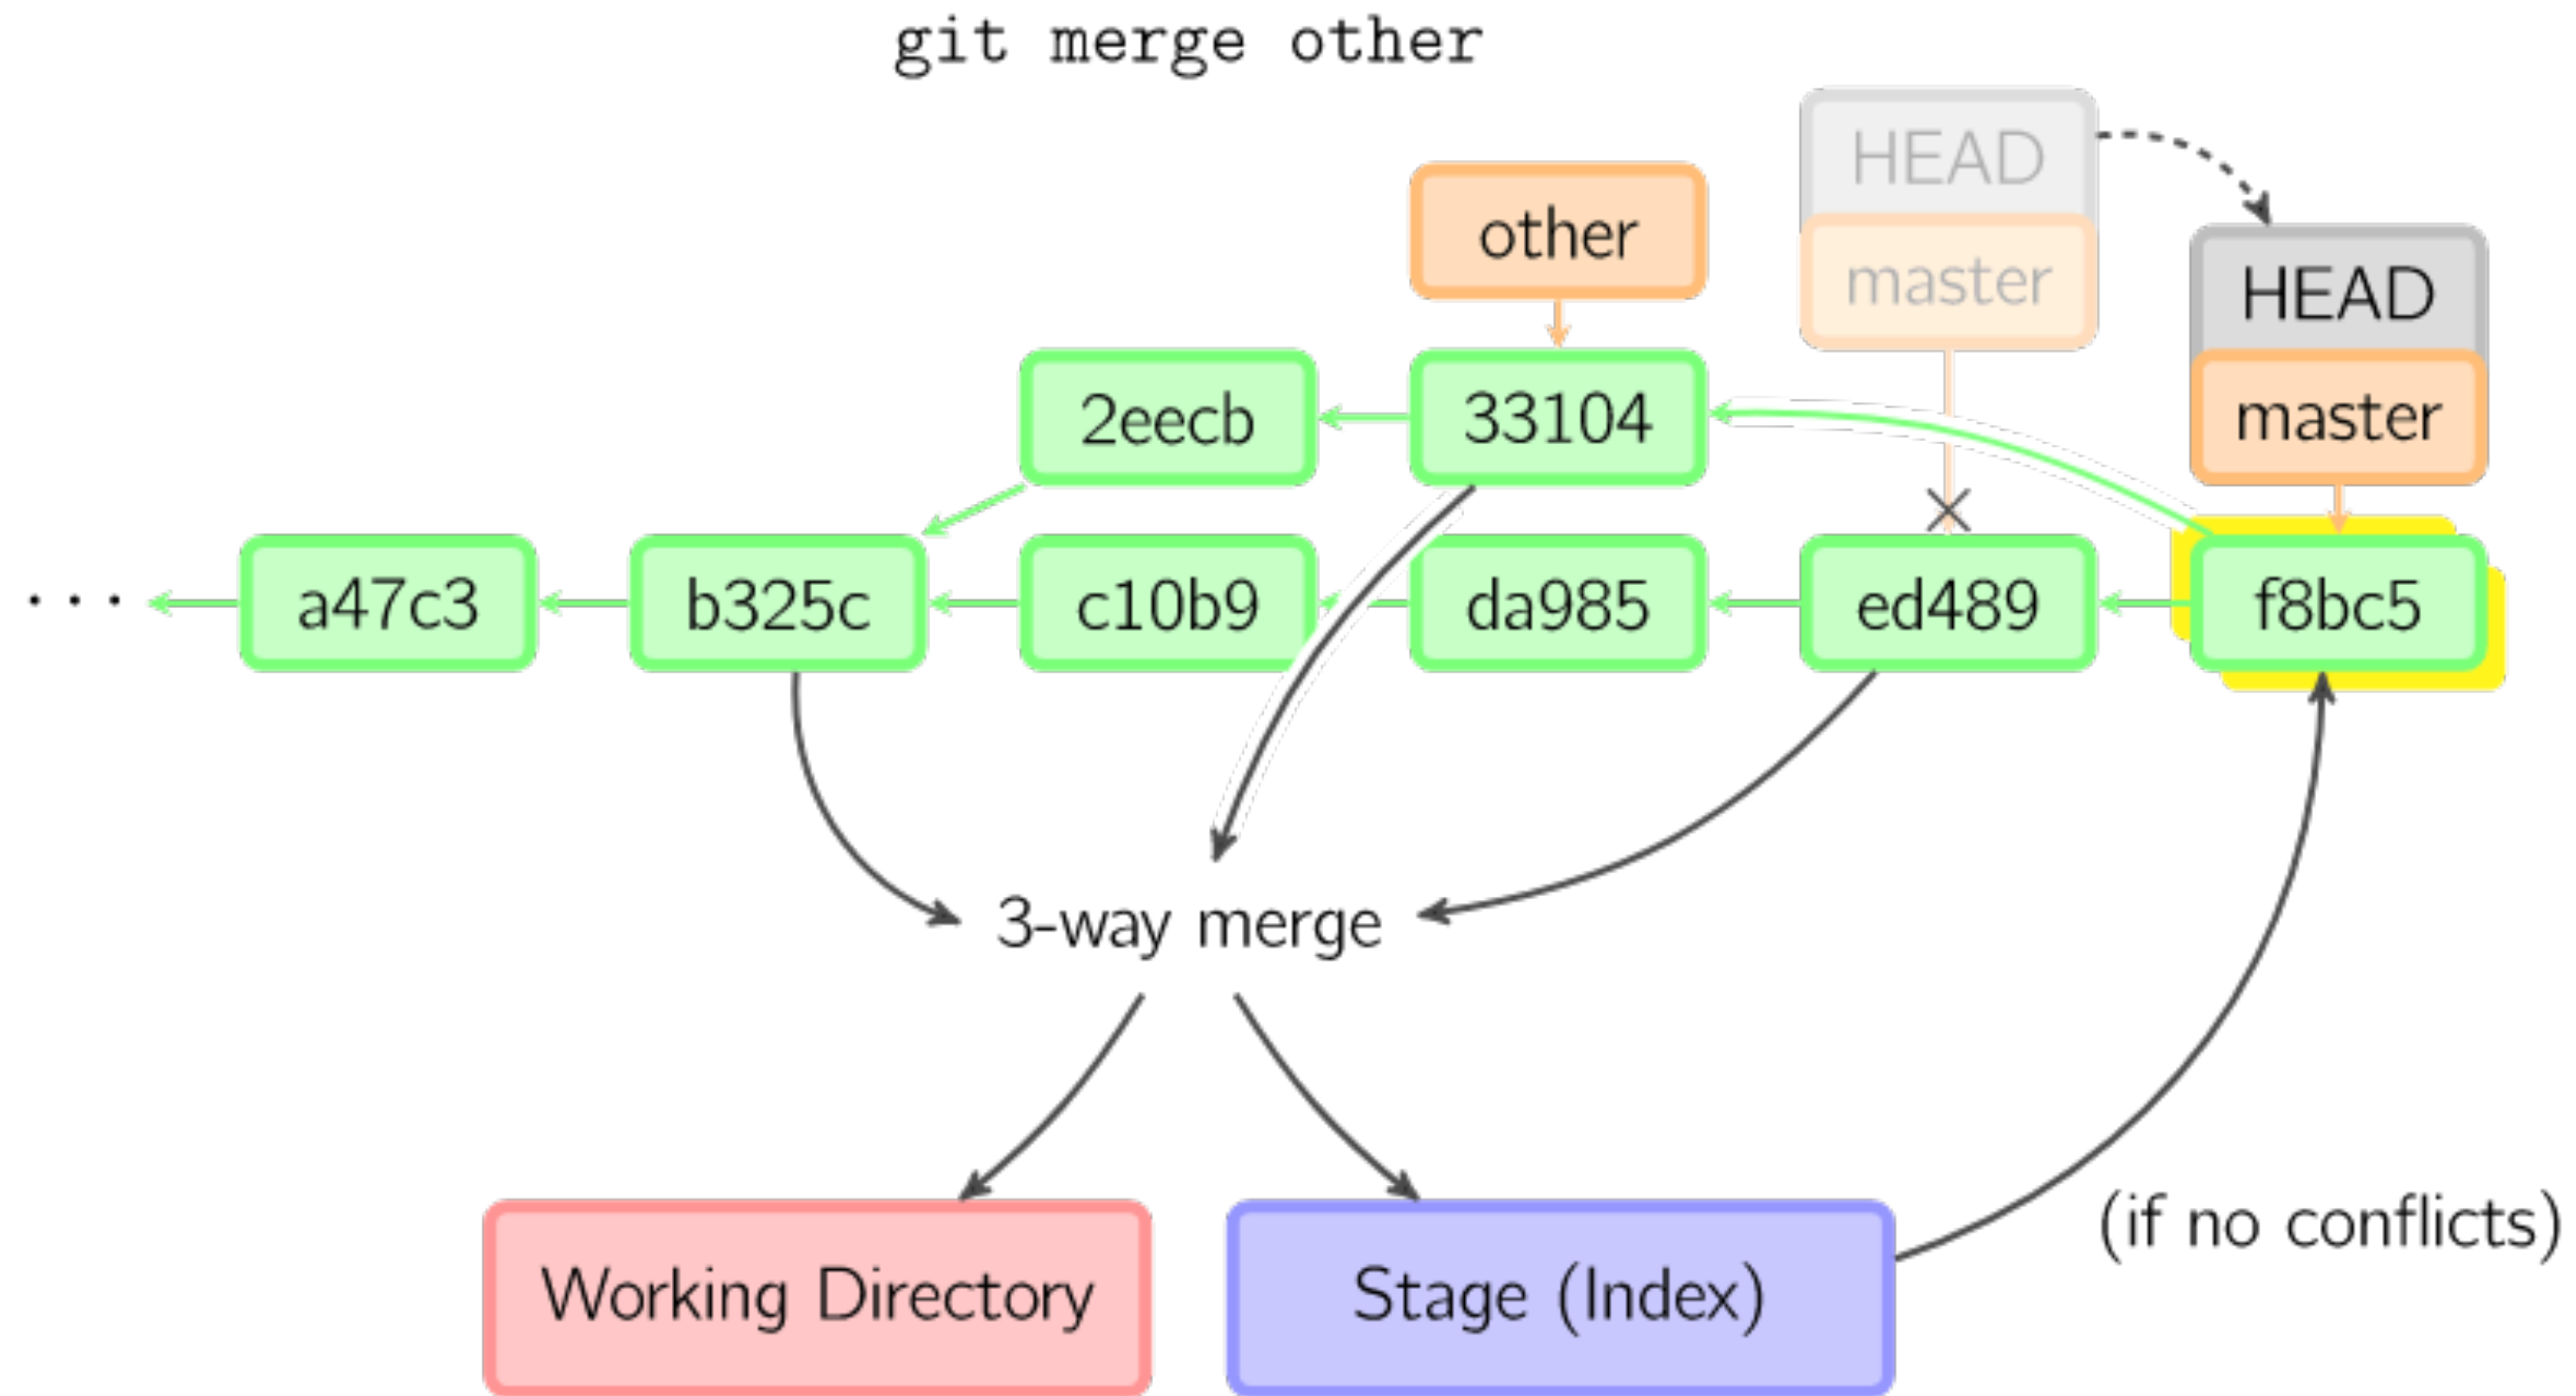 git merge other
HEAD
master
other
HEAD
master
2eecb
33104
...
a47c3
b325c
c10b9
da985
ed489
f8bc5
3-way merge
(if no conflicts)
Working Directory
Stage (Index)